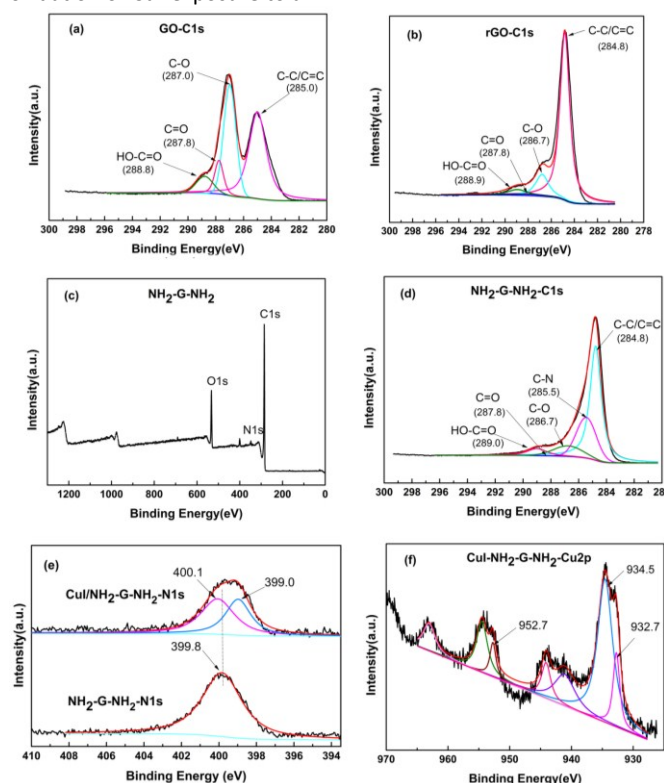 (a)
GO-C1s
C-O
(287.0)
C-C/C=C
(285.0)
C=O
(287.8)
HO-C=O
(288.8)
Intensity(a.u.)
300 298 296 294 292 290 288 286 284 282 280
Binding Energy(eV)
(b)
rGO-C1s
C-C/C=C
(284.8)
C-O
(286.7)
C=O
(287.8)
HO-C=O
(288.9)
Intensity(a.u.)
300 298 296 294 292 290 288 286 284 282 280 278
Binding Energy(eV)
(c)
NH2-G-NH2
C1s
O1s
N1s
Intensity(a.u.)
1200 1000 800 600 400 200 0
Binding Energy(eV)
(d)
NH2-G-NH2-C1s
C-C/C=C
(284.8)
C-N
(285.5)
C=O
(287.8)
C-O
(286.7)
HO-C=O
(289.0)
Intensity(a.u.)
300 298 296 294 292 290 288 286 284 282
Binding Energy(eV)
(e)
400.1
399.0
CuI/NH2-G-NH2-N1s
399.8
NH2-G-NH2-N1s
Intensity(a.u.)
410 408 406 404 402 400 398 396 394
Binding Energy (eV)
(f)
CuI-NH2-G-NH2-Cu2p
934.5
952.7
932.7
Intensity(a.u.)
970 960 950 940 930
Binding Energy(eV)